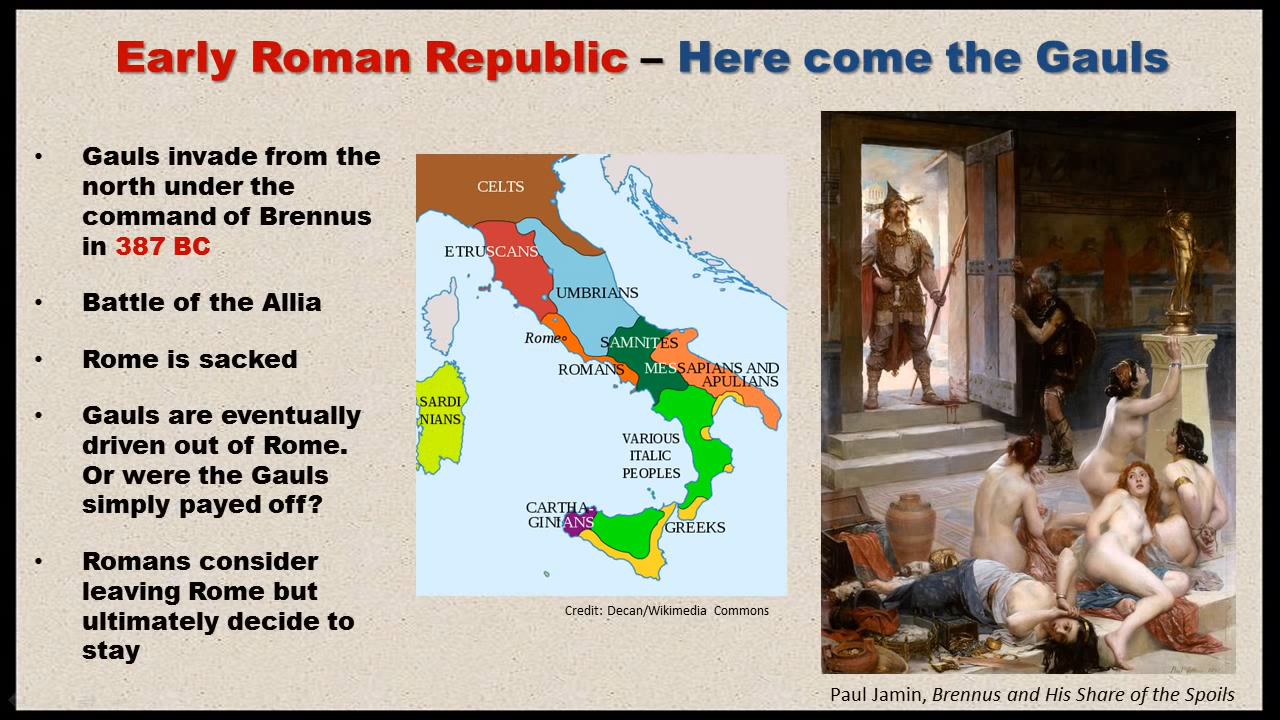 Early Roman Republic – Here come the Gauls
• Gauls invade from the
north under the
command of Brennus
in 387 BC
• Battle of the Allia
• Rome is sacked
• Gauls are eventually
driven out of Rome.
Or were the Gauls
simply payed off?
• Romans consider
leaving Rome but
ultimately decide to
stay
CELTS
ETRUSCANS
UMBRIANS
Rome
SAMNITES
ROMANS
MESSAPIANS AND
APULIANS
SARDI
NIANS
VARIOUS
ITALIC
PEOPLES
CARTHA-
GINIANS
GREEKS
Credit: Decan/Wikimedia Commons
Paul Jamin, Brennus and His Share of the Spoils